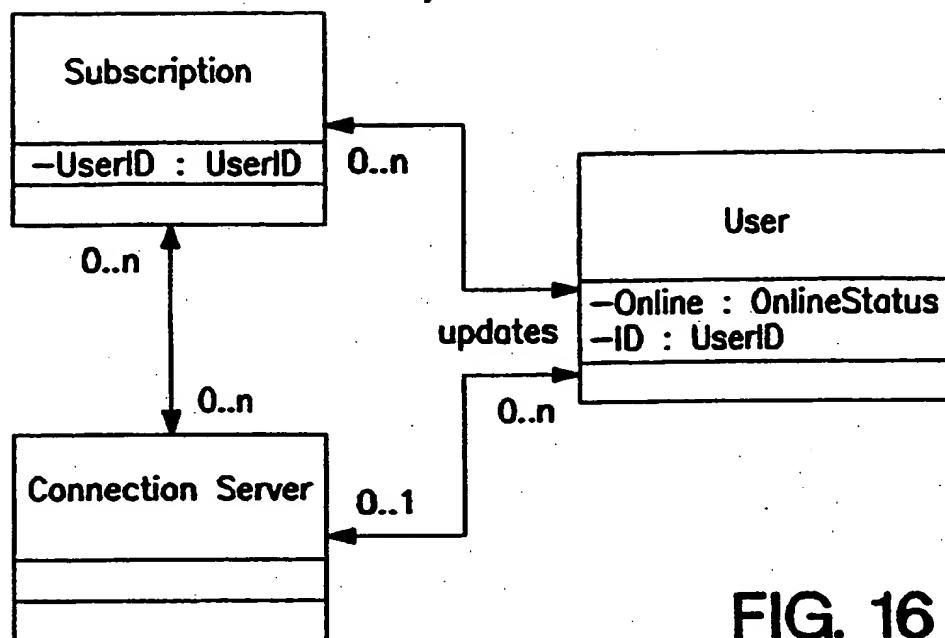 Subscription
—UserID : UserID
0..n
0..n
User
—Online : OnlineStatus
—ID : UserID
updates
0..n
0..n
Connection Server
0..1
FIG. 16